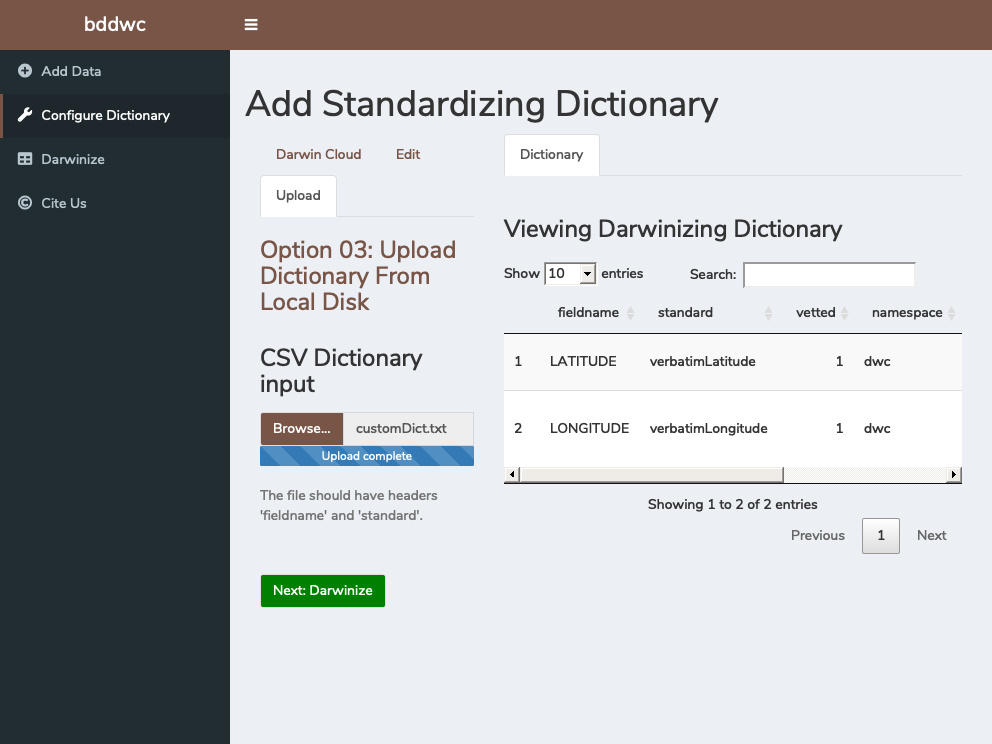 bddwc
Add Data
Configure Dictionary
Darwinize
Cite Us
Add Standardizing Dictionary
Darwin Cloud Edit
Upload
Option 03: Upload
Dictionary From
Local Disk
CSV Dictionary
input
Browse... customDict.txt
Upload complete
The file should have headers
'fieldname' and 'standard'.
Next: Darwinize
Dictionary
Viewing Darwinizing Dictionary
Show 10 entries Search:
fieldname standard vetted namespace
1 LATITUDE verbatimLatitude 1 dwc
2 LONGITUDE verbatimLongitude 1 dwc
Showing 1 to 2 of 2 entries
Previous 1 Next